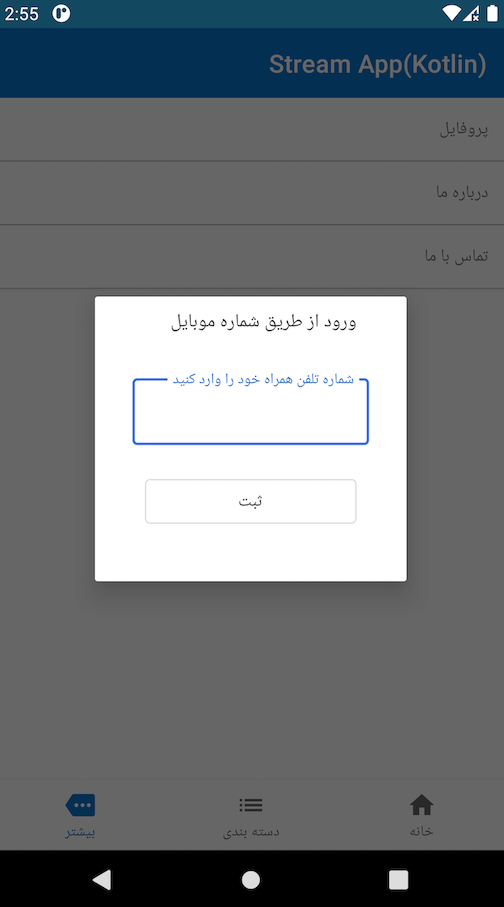 2:55
Stream App(Kotlin)
پروفایل
درباره ما
تماس با ما
ورود از طریق شماره موبایل
شماره تلفن همراه خود را وارد کنید
ثبت
خانه
دسته بندی
بیشتر